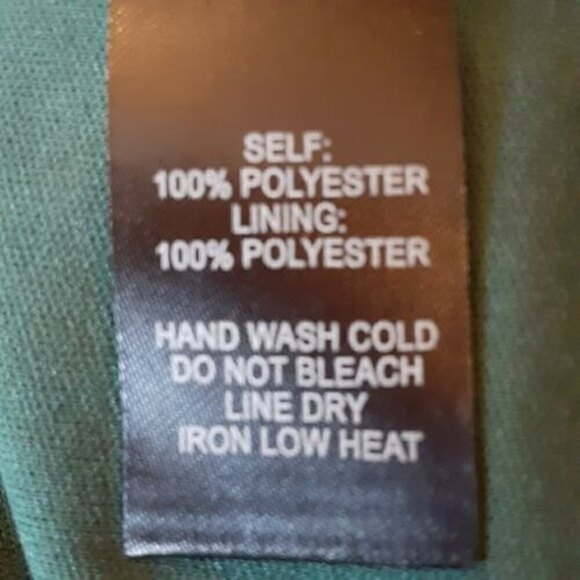 SELF:
100% POLYESTER
LINING:
100% POLYESTER
HAND WASH COLD
DO NOT BLEACH
LINE DRY
IRON LOW HEAT